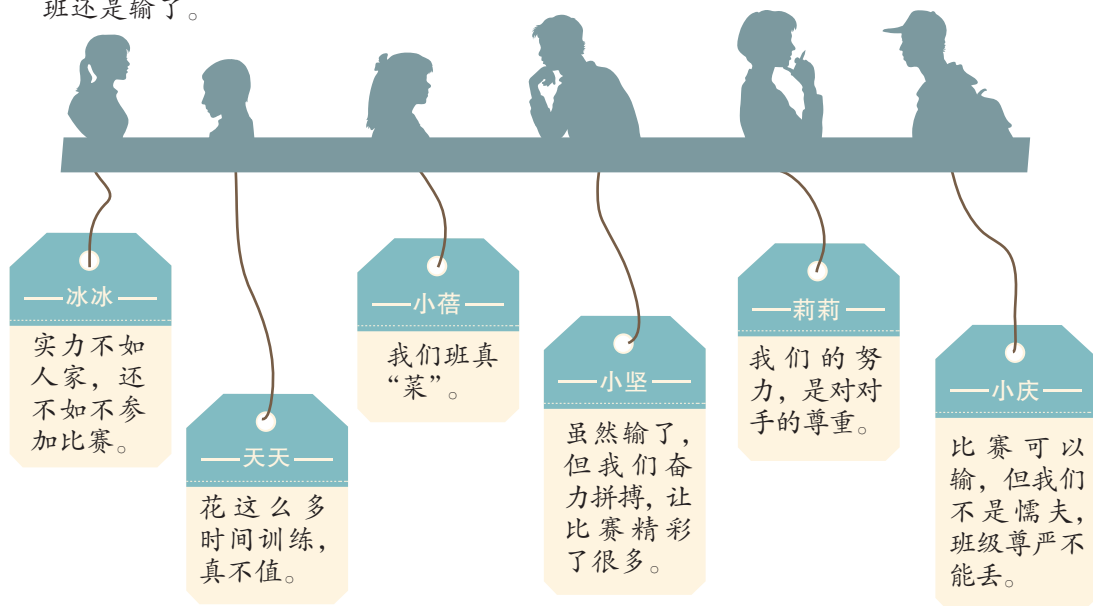 班还是输了。
冰冰
实力不如
人家，还
不如不参
加比赛。
天天
花这么多
时间训练，
真不值。
小蓓
我们班真
“菜”。
小坚
虽然输了，
但我们奋
力拼搏，让
比赛精彩
了很多。
莉莉
我们的努
力，是对对
手的尊重。
小庆
比赛可以
输，但我们
不是懦夫，
班级尊严不
能丢。